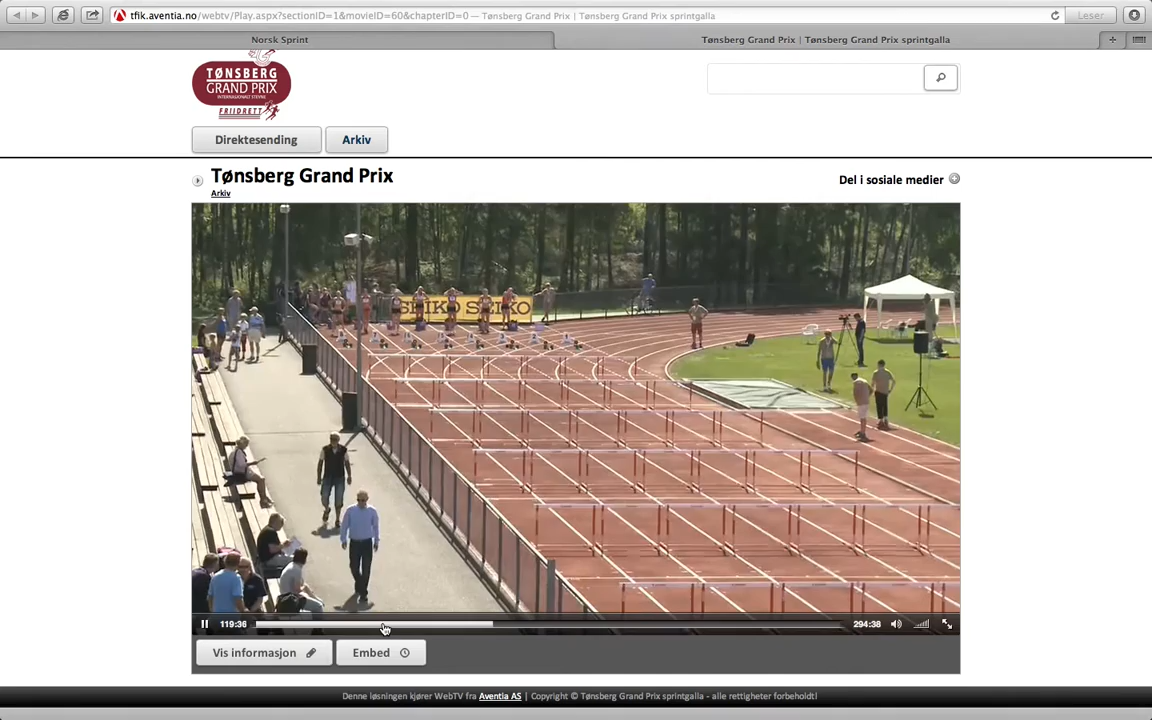 tfik.aventia.no/webtv/Play.aspx?sectionID=1&movieID=60&chapterID=0 — Tønsberg Grand Prix | Tønsberg Grand Prix sprintgalla
Leser
Norsk Sprint
Tønsberg Grand Prix | Tønsberg Grand Prix sprintgalla
TØNSBERG
GRAND PRIX
INTERNASJONALT STEVNE
FRIIDRETT
Direktesending
Arkiv
Tønsberg Grand Prix
Del i sosiale medier
Arkiv
SEIKO SEIKO
119:36
294:38
Vis informasjon
Embed
Denne løsningen kjører WebTV fra Aventia AS | Copyright © Tønsberg Grand Prix sprintgalla - alle rettigheter forbeholdt!